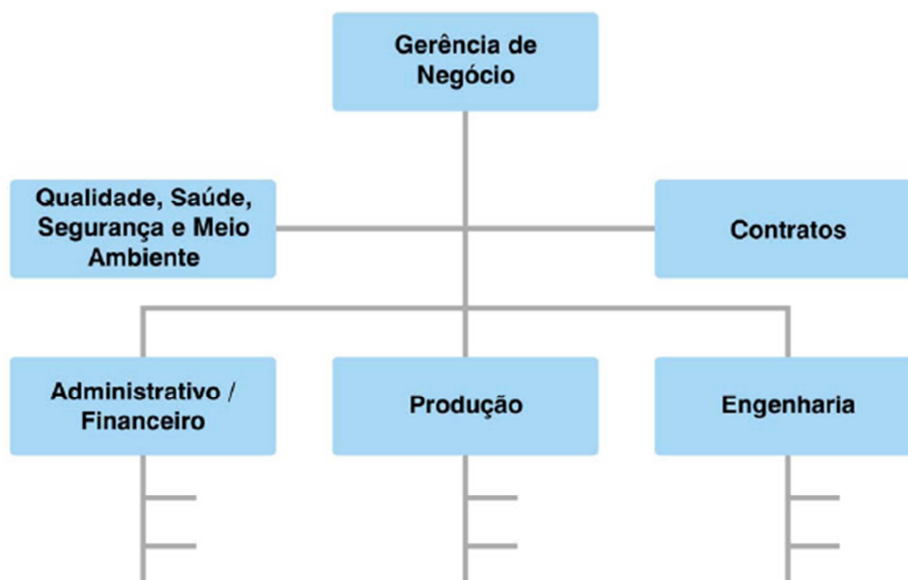 Gerência de
Negócio
Qualidade, Saúde,
Segurança e Meio
Ambiente
Contratos
Administrativo /
Financeiro
Produção
Engenharia